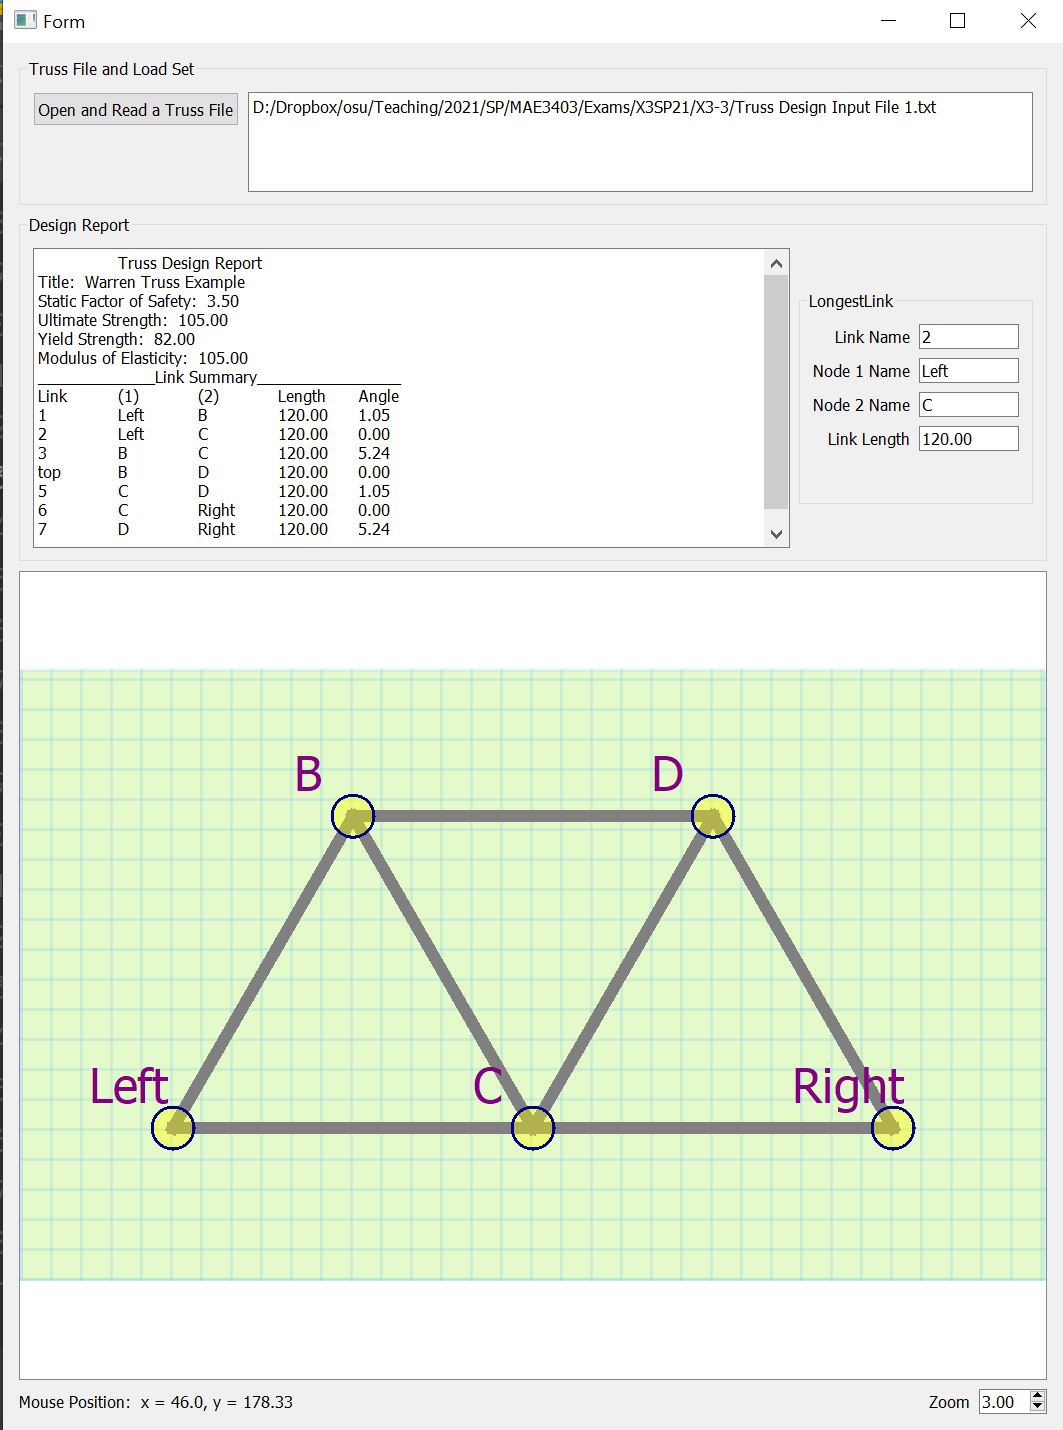 Form
Truss File and Load Set
Open and Read a Truss File
D:/Dropbox/osu/Teaching/2021/SP/MAE3403/Exams/X3SP21/X3-3/Truss Design Input File 1.txt
Design Report
Truss Design Report
Title:  Warren Truss Example
Static Factor of Safety:  3.50
Ultimate Strength:  105.00
Yield Strength:  82.00
Modulus of Elasticity:  105.00
______________Link Summary_________________
Link (1) (2) Length Angle
1 Left B 120.00 1.05
2 Left C 120.00 0.00
3 B C 120.00 5.24
top B D 120.00 0.00
5 C D 120.00 1.05
6 C Right 120.00 0.00
7 D Right 120.00 5.24
LongestLink
Link Name 2
Node 1 Name Left
Node 2 Name C
Link Length 120.00
B D
Left C Right
Mouse Position:  x = 46.0, y = 178.33
Zoom 3.00